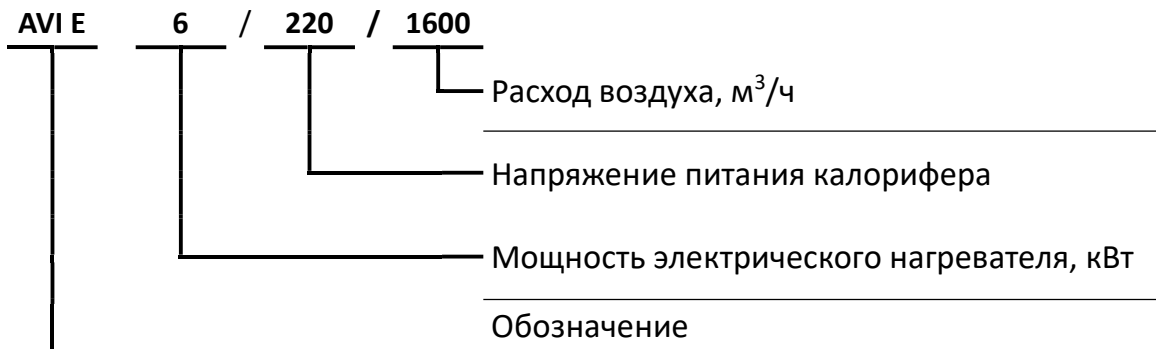 AVI E 6 / 220 / 1600
Расход воздуха, м³/ч
Напряжение питания калорифера
Мощность электрического нагревателя, кВт
Обозначение